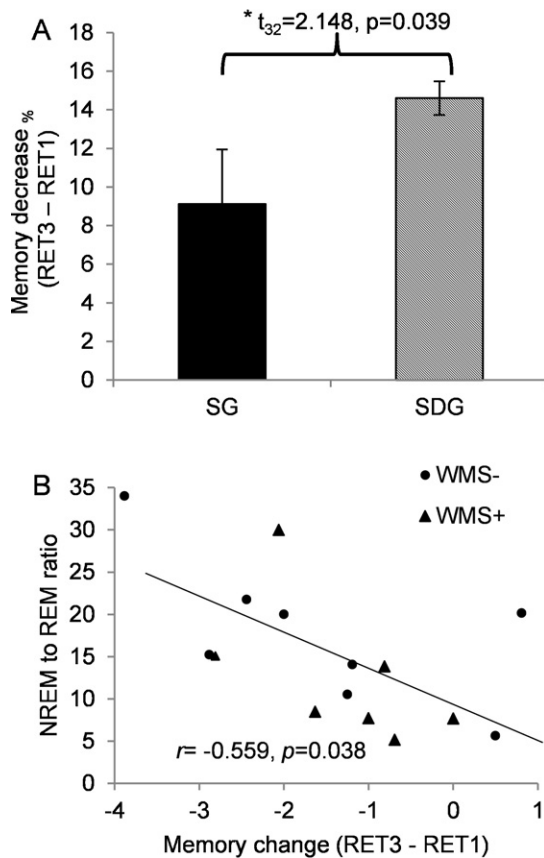 A
* t32=2.148, p=0.039
Memory decrease %
(RET3 – RET1)
18
16
14
12
10
8
6
4
2
0
SG
SDG
B
WMS-
WMS+
NREM to REM ratio
35
30
25
20
15
10
5
0
r= -0.559, p=0.038
-4
-3
-2
-1
0
1
Memory change (RET3 - RET1)